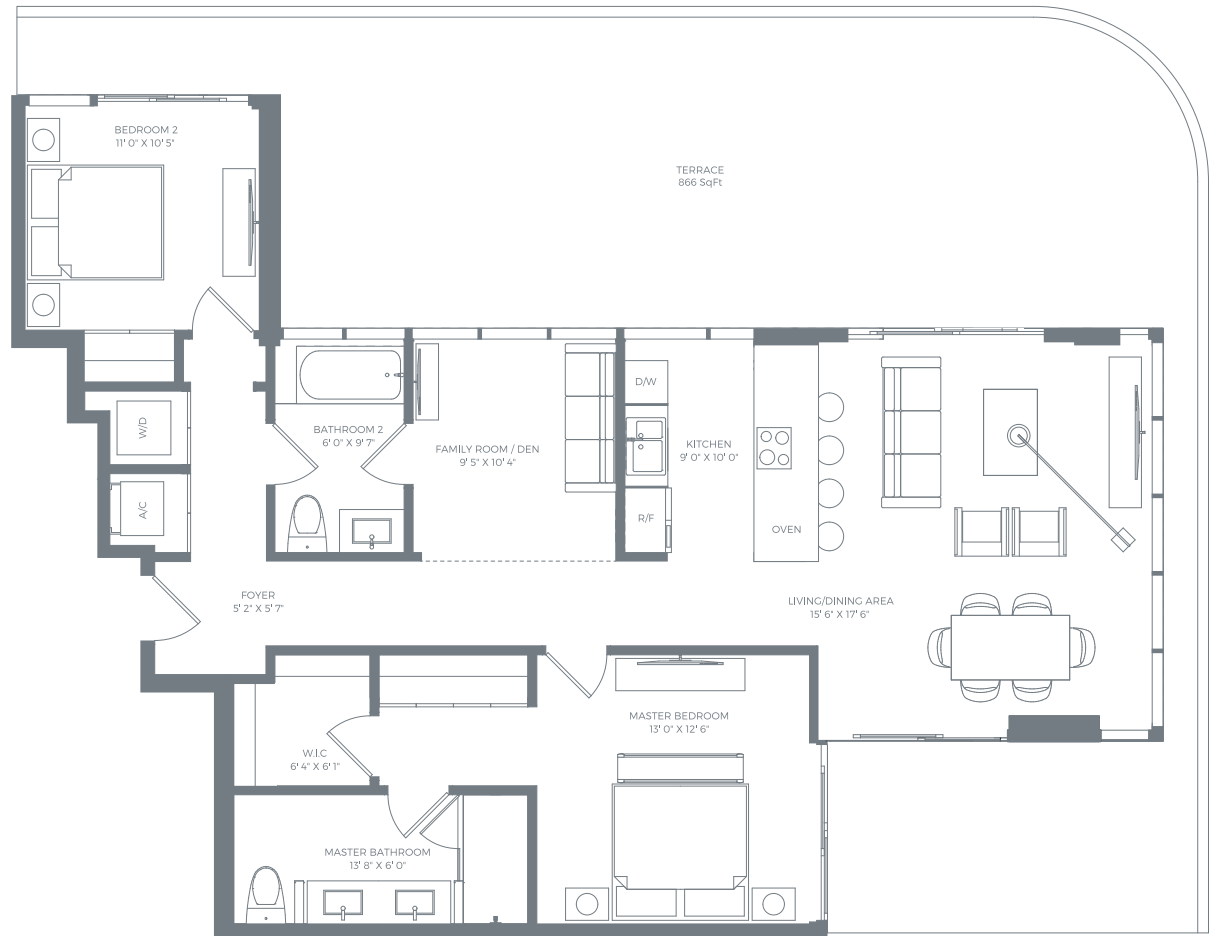 BEDROOM 2
11' 0" X 10' 5"
TERRACE
866 SqFt
W/D
BATHROOM 2
6' 0" X 9' 7"
FAMILY ROOM / DEN
9' 5" X 10' 4"
D/W
KITCHEN
9' 0" X 10' 0"
A/C
R/F
OVEN
FOYER
5' 2" X 5' 7"
LIVING/DINING AREA
15' 6" X 17' 6"
MASTER BEDROOM
13' 0" X 12' 6"
W.I.C
6' 4" X 6' 1"
MASTER BATHROOM
13' 8" X 6' 0"